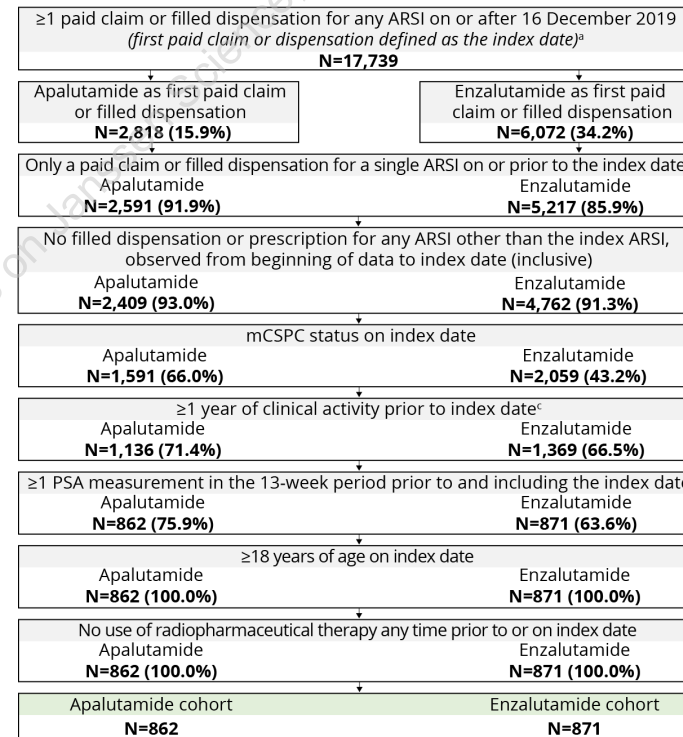 ≥1 paid claim or filled dispensation for any ARSI on or after 16 December 2019
(first paid claim or dispensation defined as the index date)ᵃ
N=17,739
Apalutamide as first paid claim
or filled dispensation
N=2,818 (15.9%)
Enzalutamide as first paid
claim or filled dispensation
N=6,072 (34.2%)
Only a paid claim or filled dispensation for a single ARSI on or prior to the index date
Apalutamide Enzalutamide
N=2,591 (91.9%) N=5,217 (85.9%)
No filled dispensation or prescription for any ARSI other than the index ARSI,
observed from beginning of data to index date (inclusive)
Apalutamide Enzalutamide
N=2,409 (93.0%) N=4,762 (91.3%)
mCSPC status on index date
Apalutamide Enzalutamide
N=1,591 (66.0%) N=2,059 (43.2%)
≥1 year of clinical activity prior to index dateᶜ
Apalutamide Enzalutamide
N=1,136 (71.4%) N=1,369 (66.5%)
≥1 PSA measurement in the 13-week period prior to and including the index date
Apalutamide Enzalutamide
N=862 (75.9%) N=871 (63.6%)
≥18 years of age on index date
Apalutamide Enzalutamide
N=862 (100.0%) N=871 (100.0%)
No use of radiopharmaceutical therapy any time prior to or on index date
Apalutamide Enzalutamide
N=862 (100.0%) N=871 (100.0%)
Apalutamide cohort Enzalutamide cohort
N=862 N=871
on Janssen Science